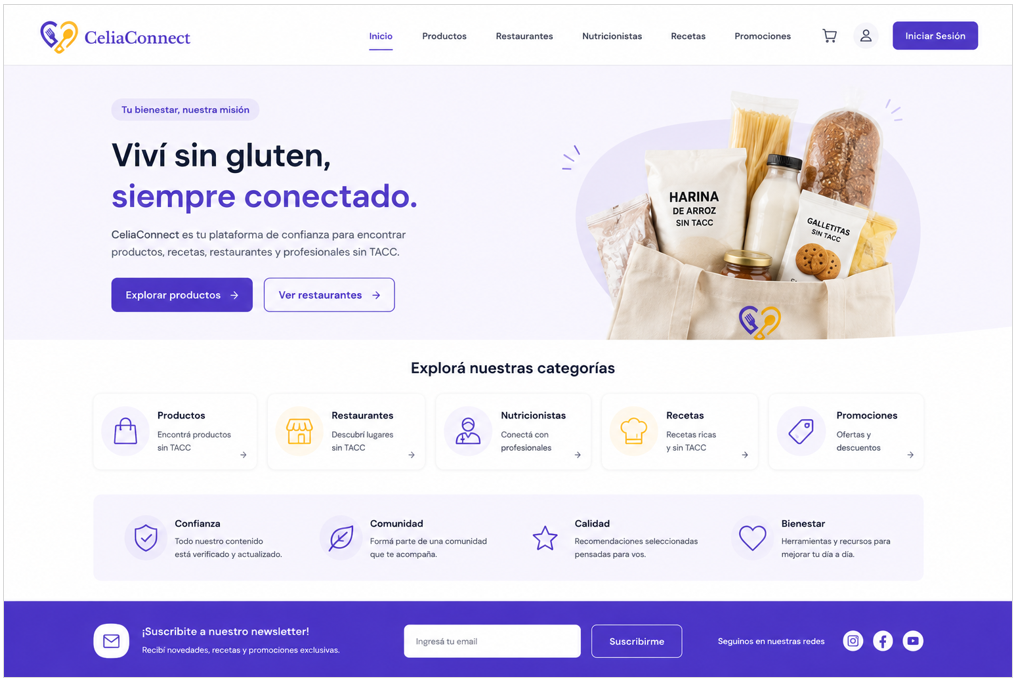 CeliaConnect
Inicio
Productos
Restaurantes
Nutricionistas
Recetas
Promociones
Iniciar Sesión
Tu bienestar, nuestra misión
Viví sin gluten,
siempre conectado.
CeliaConnect es tu plataforma de confianza para encontrar
productos, recetas, restaurantes y profesionales sin TACC.
Explorar productos
Ver restaurantes
HARINA
DE ARROZ
SIN TACC
GALLETITAS
SIN TACC
Explorá nuestras categorías
Productos
Encontrá productos
sin TACC
Restaurantes
Descubrí lugares
sin TACC
Nutricionistas
Conectá con
profesionales
Recetas
Recetas ricas
y sin TACC
Promociones
Ofertas y
descuentos
Confianza
Todo nuestro contenido
está verificado y actualizado.
Comunidad
Formá parte de una comunidad
que te acompaña.
Calidad
Recomendaciones seleccionadas
pensadas para vos.
Bienestar
Herramientas y recursos para
mejorar tu día a día.
¡Suscribite a nuestro newsletter!
Recibí novedades, recetas y promociones exclusivas.
Ingresá tu email
Suscribirme
Seguinos en nuestras redes